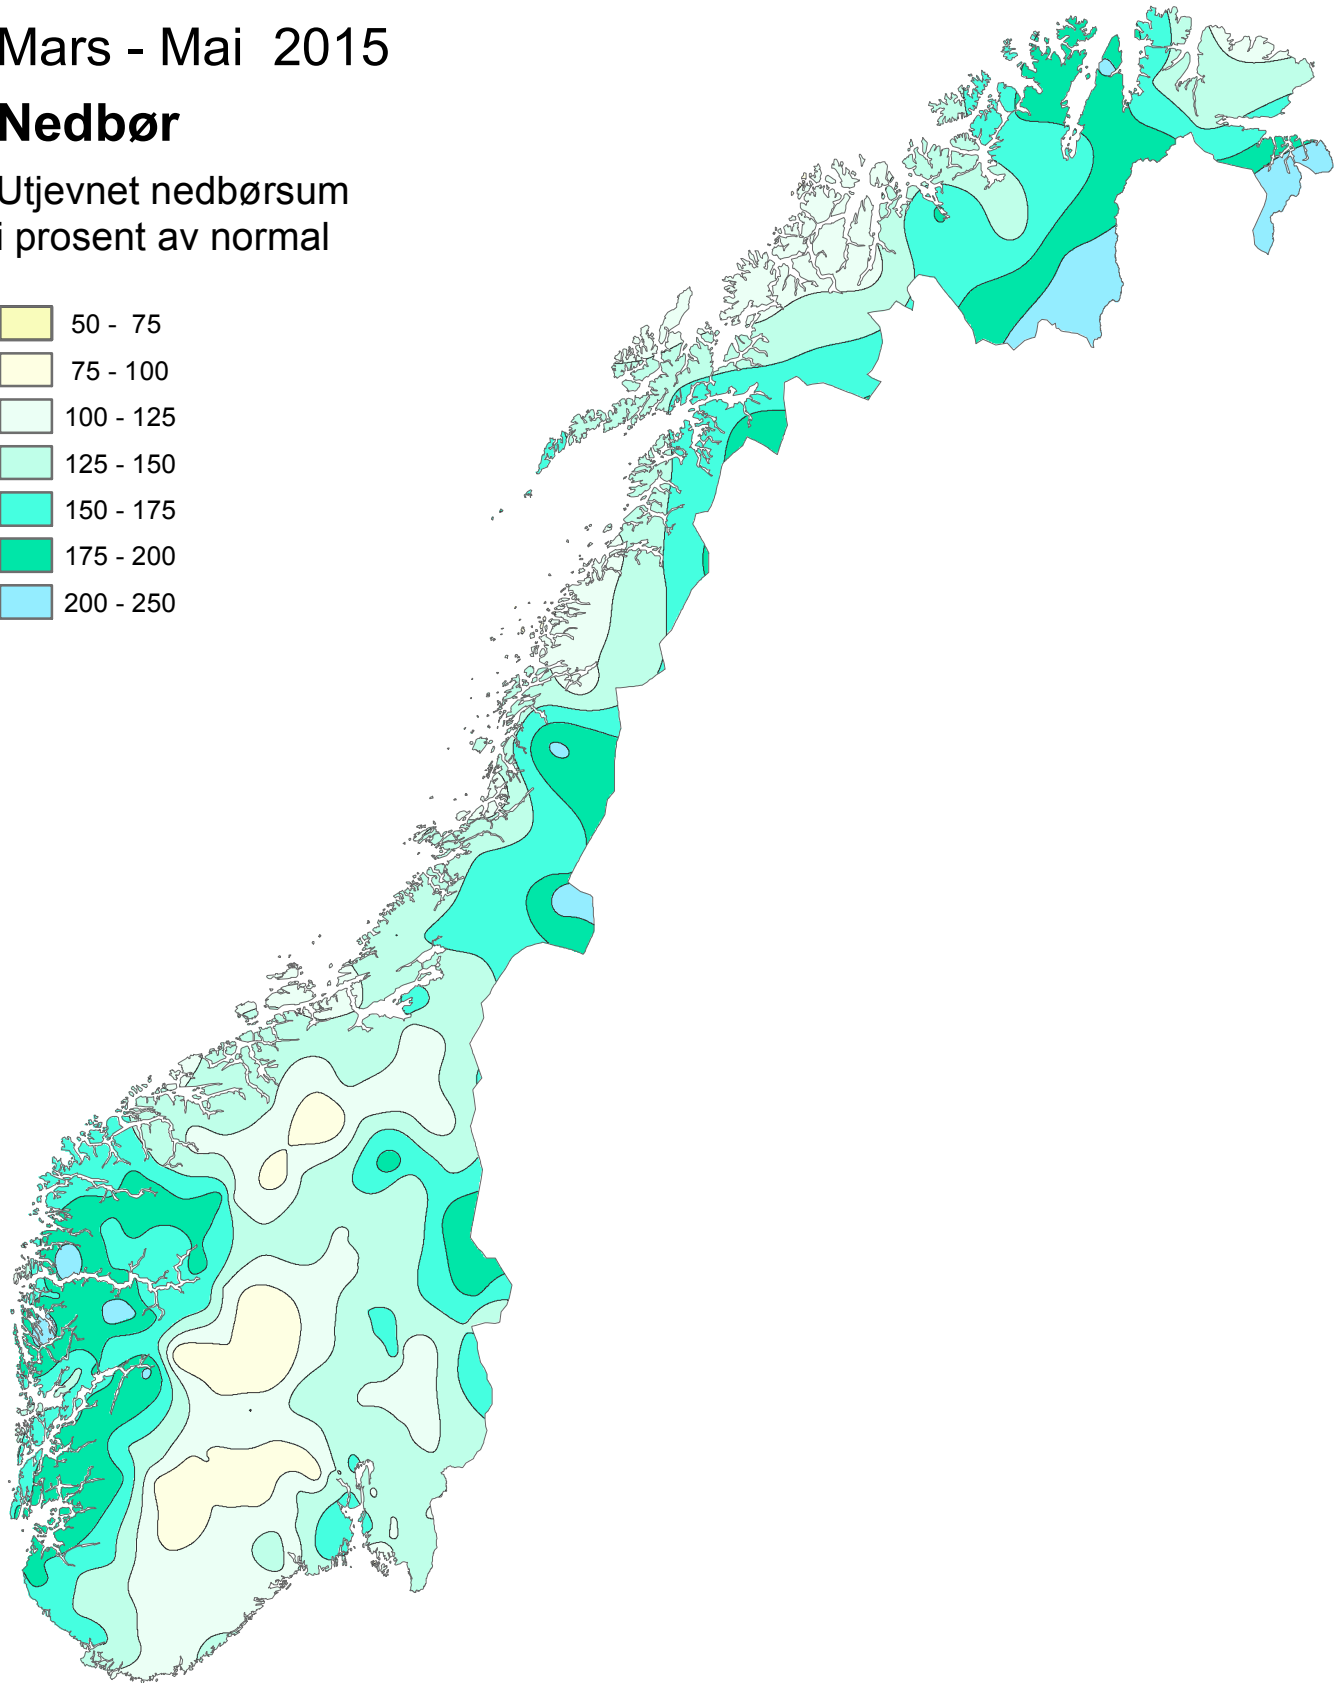 Mars - Mai 2015
Nedbør
Utjevnet nedbørsum
i prosent av normal
50 - 75
75 - 100
100 - 125
125 - 150
150 - 175
175 - 200
200 - 250